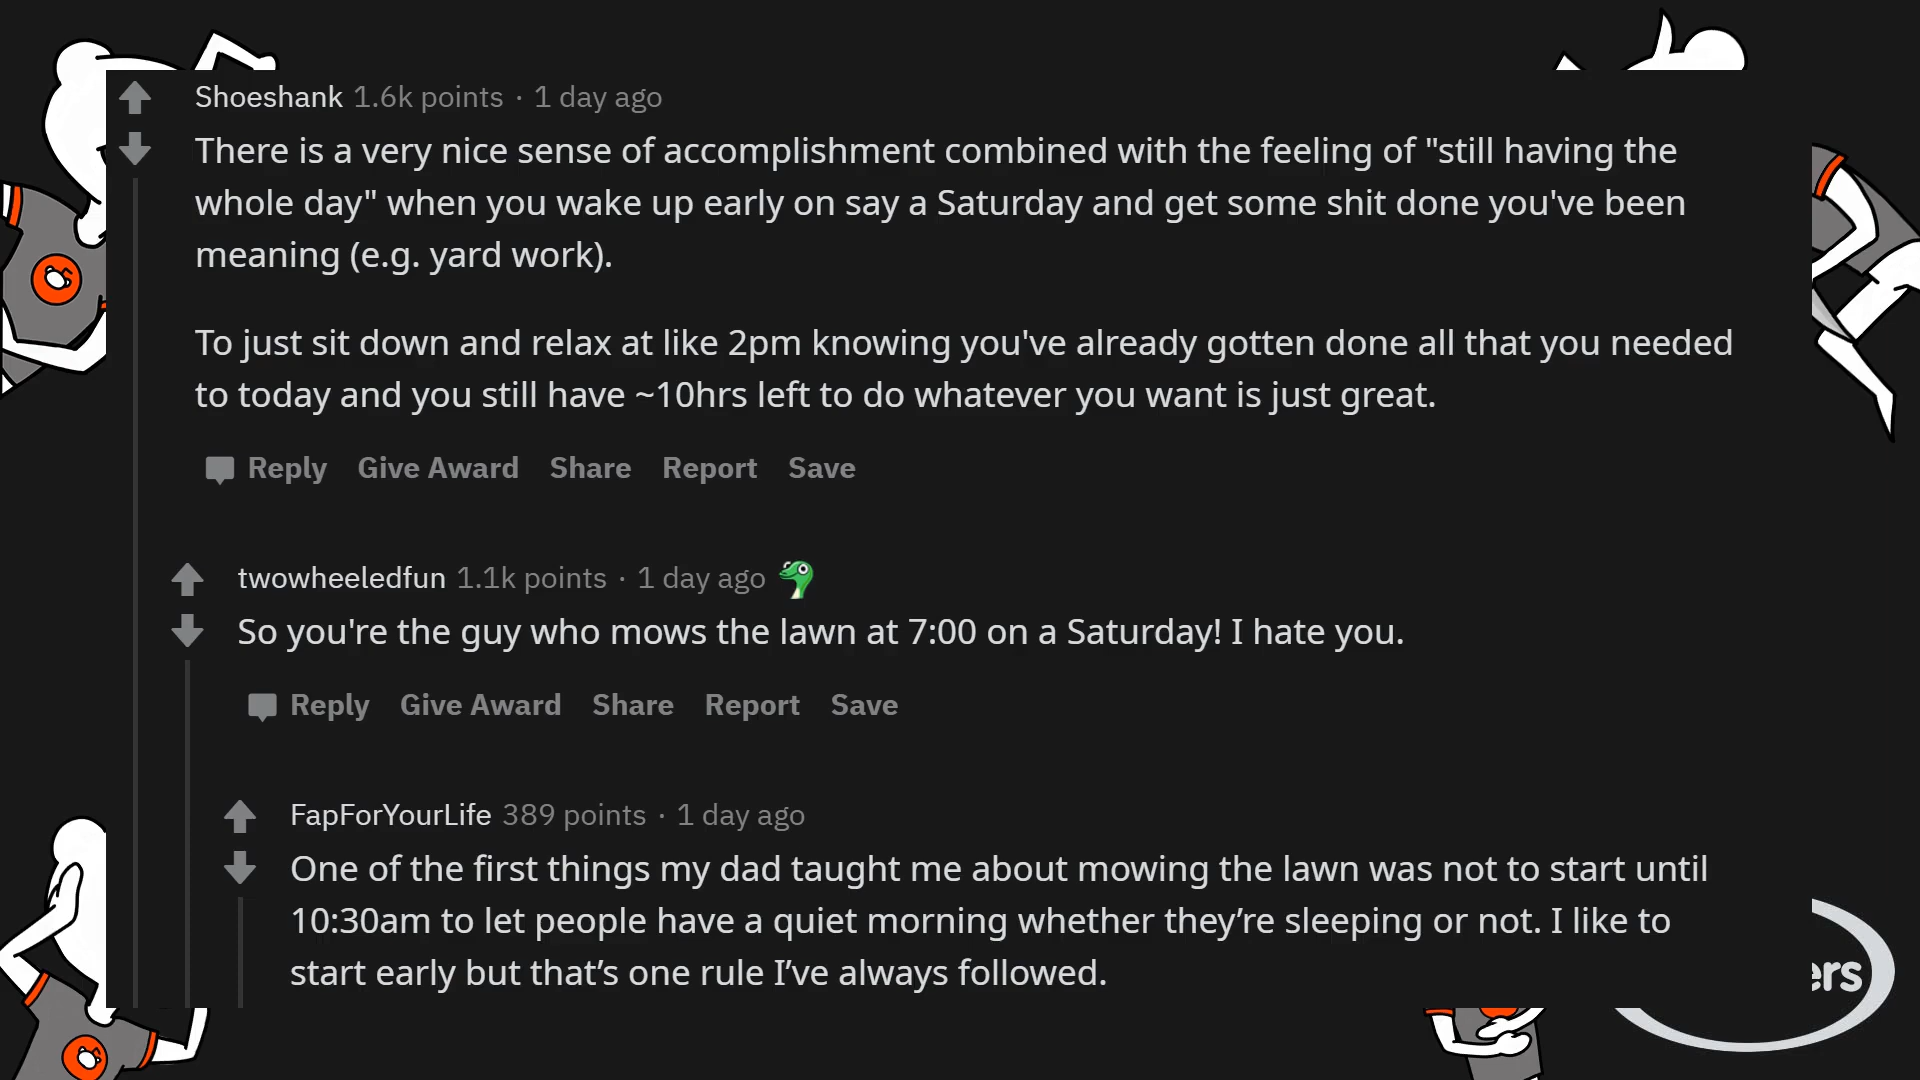 Shoeshank 1.6k points · 1 day ago
There is a very nice sense of accomplishment combined with the feeling of "still having the
whole day" when you wake up early on say a Saturday and get some shit done you've been
meaning (e.g. yard work).
To just sit down and relax at like 2pm knowing you've already gotten done all that you needed
to today and you still have ~10hrs left to do whatever you want is just great.
Reply Give Award Share Report Save
twowheeledfun 1.1k points · 1 day ago
So you're the guy who mows the lawn at 7:00 on a Saturday! I hate you.
Reply Give Award Share Report Save
FapForYourLife 389 points · 1 day ago
One of the first things my dad taught me about mowing the lawn was not to start until
10:30am to let people have a quiet morning whether they’re sleeping or not. I like to
start early but that’s one rule I’ve always followed.
ers